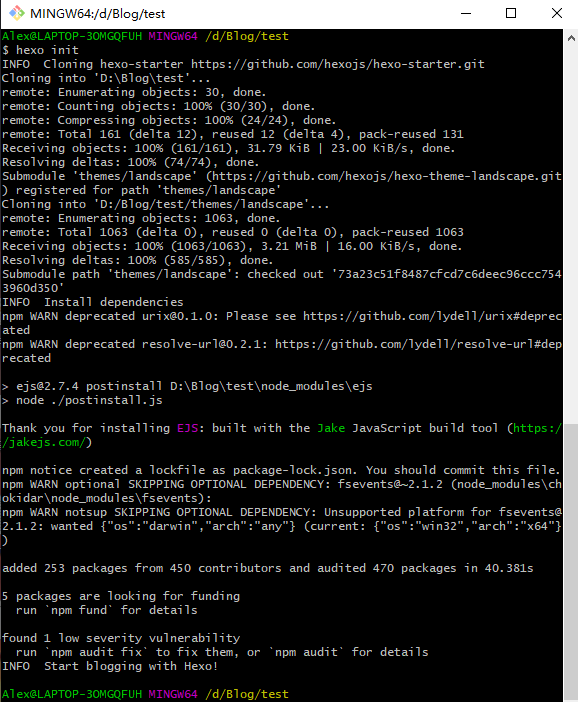 MINGW64:/d/Blog/test
Alex@LAPTOP-3OMGQFUH MINGW64 /d/Blog/test
$ hexo init
INFO  Cloning hexo-starter https://github.com/hexojs/hexo-starter.git
Cloning into 'D:\Blog\test'...
remote: Enumerating objects: 30, done.
remote: Counting objects: 100% (30/30), done.
remote: Compressing objects: 100% (24/24), done.
remote: Total 161 (delta 12), reused 12 (delta 4), pack-reused 131
Receiving objects: 100% (161/161), 31.79 KiB | 23.00 KiB/s, done.
Resolving deltas: 100% (74/74), done.
Submodule 'themes/landscape' (https://github.com/hexojs/hexo-theme-landscape.git
) registered for path 'themes/landscape'
Cloning into 'D:/Blog/test/themes/landscape'...
remote: Enumerating objects: 1063, done.
remote: Total 1063 (delta 0), reused 0 (delta 0), pack-reused 1063
Receiving objects: 100% (1063/1063), 3.21 MiB | 16.00 KiB/s, done.
Resolving deltas: 100% (585/585), done.
Submodule path 'themes/landscape': checked out '73a23c51f8487cfcd7c6deec96ccc754
3960d350'
INFO  Install dependencies
npm WARN deprecated urix@0.1.0: Please see https://github.com/lydell/urix#deprec
ated
npm WARN deprecated resolve-url@0.2.1: https://github.com/lydell/resolve-url#dep
recated

> ejs@2.7.4 postinstall D:\Blog\test\node_modules\ejs
> node ./postinstall.js

Thank you for installing EJS: built with the Jake JavaScript build tool (https:/
/jakejs.com/)

npm notice created a lockfile as package-lock.json. You should commit this file.
npm WARN optional SKIPPING OPTIONAL DEPENDENCY: fsevents@~2.1.2 (node_modules\ch
okidar\node_modules\fsevents):
npm WARN notsup SKIPPING OPTIONAL DEPENDENCY: Unsupported platform for fsevents@
2.1.2: wanted {"os":"darwin","arch":"any"} (current: {"os":"win32","arch":"x64"}
)

added 253 packages from 450 contributors and audited 470 packages in 40.381s

5 packages are looking for funding
  run `npm fund` for details

found 1 low severity vulnerability
  run `npm audit fix` to fix them, or `npm audit` for details
INFO  Start blogging with Hexo!

Alex@LAPTOP-3OMGQFUH MINGW64 /d/Blog/test